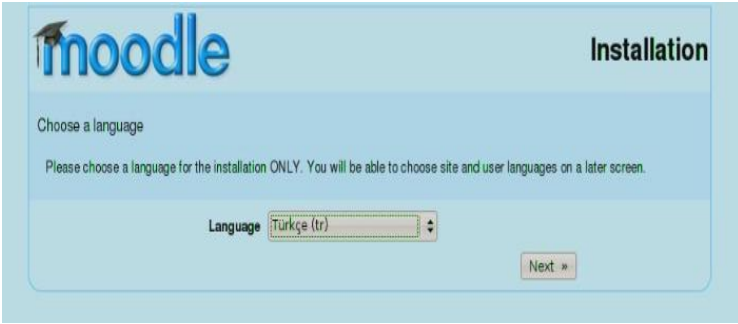 moodle
Installation
Choose a language
Please choose a language for the installation ONLY. You will be able to choose site and user languages on a later screen.
Language Türkçe (tr)
Next »